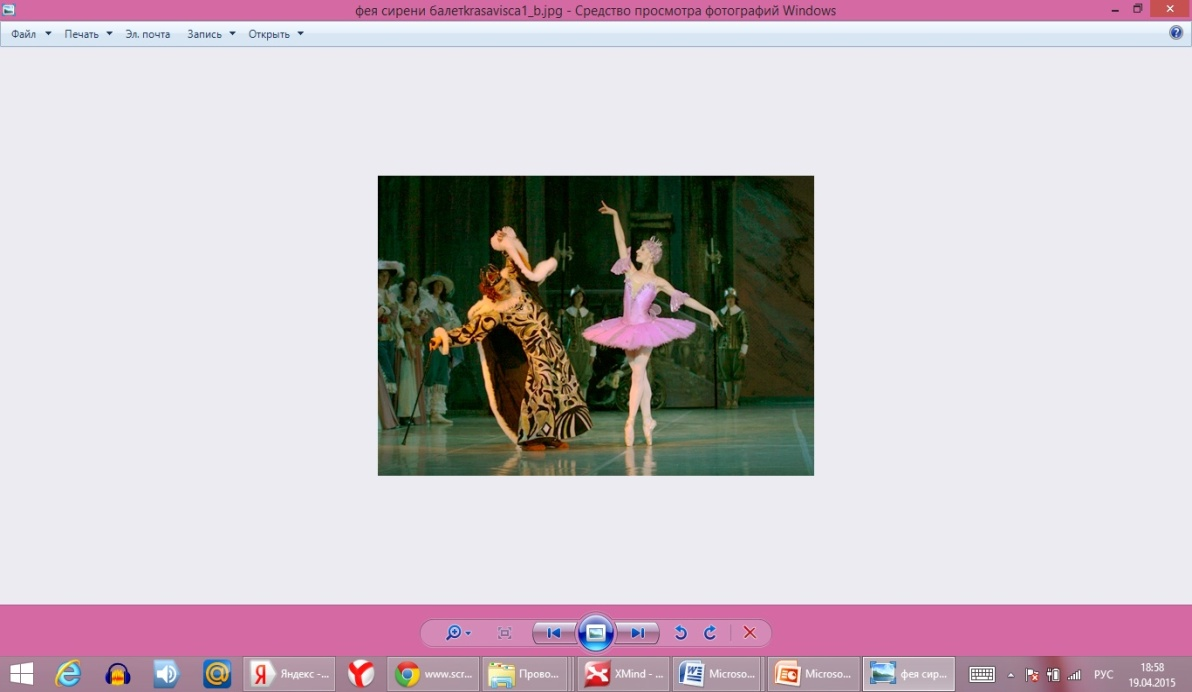 фея сирени балетkrasavisca1_b.jpg - Средство просмотра фотографий Windows
Файл Печать Эл. почта Запись Открыть
Яндекс -... www.scr... Прово... XMind - ... Microso... Microso... фея сир... РУС 18:58
19.04.2015